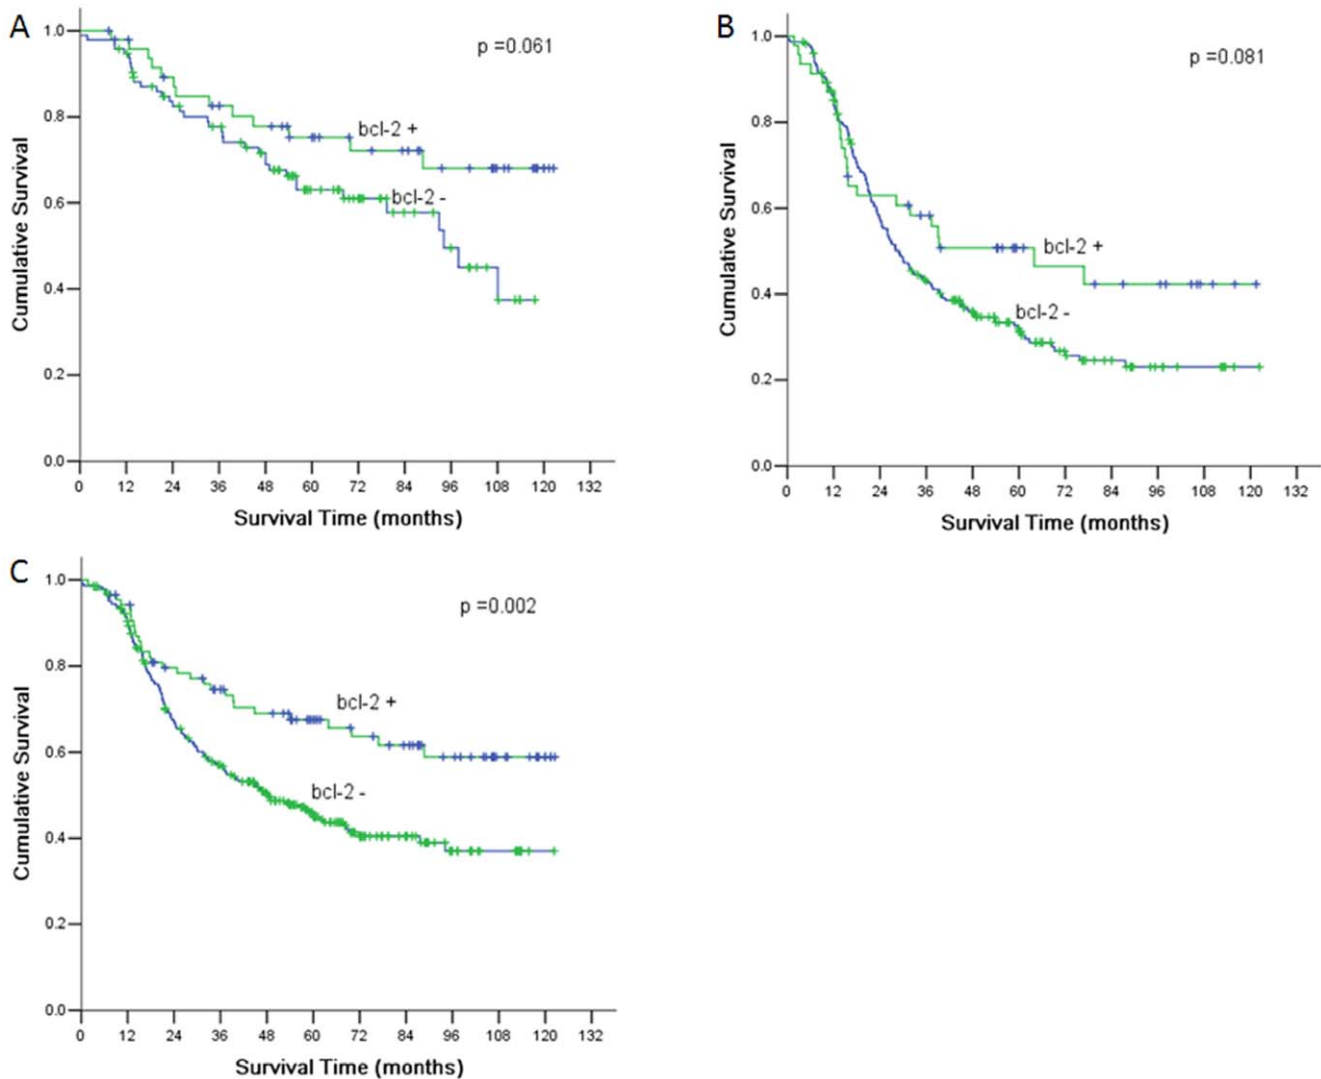 A
p =0.061
Cumulative Survival
1.0
0.8
0.6
0.4
0.2
0.0
bcl-2 +
bcl-2 -
0 12 24 36 48 60 72 84 96 108 120 132
Survival Time (months)
B
p =0.081
Cumulative Survival
1.0
0.8
0.6
0.4
0.2
0.0
bcl-2 +
bcl-2 -
0 12 24 36 48 60 72 84 96 108 120 132
Survival Time (months)
C
p =0.002
Cumulative Survival
1.0
0.8
0.6
0.4
0.2
0.0
bcl-2 +
bcl-2 -
0 12 24 36 48 60 72 84 96 108 120 132
Survival Time (months)